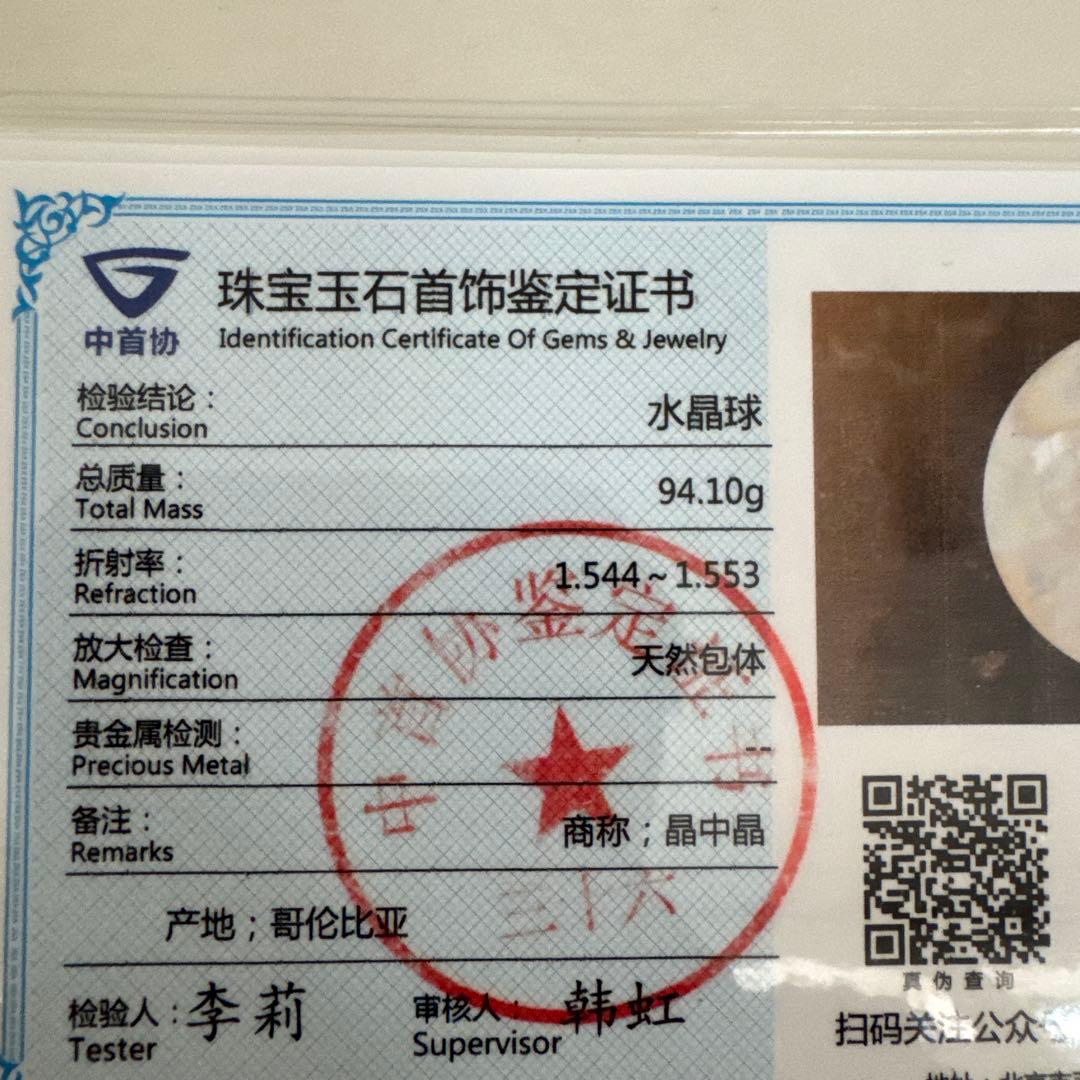 中首协
珠宝玉石首饰鉴定证书
Identification Certificate Of Gems & Jewelry
检验结论：
Conclusion
水晶球
总质量：
Total Mass
94.10g
折射率：
Refraction
1.544～1.553
放大检查：
Magnification
天然包体
贵金属检测：
Precious Metal
--
备注：
Remarks
商称；晶中晶
产地；哥伦比亚
检验人：李莉
Tester
审核人：韩虹
Supervisor
真伪查询
扫码关注公众